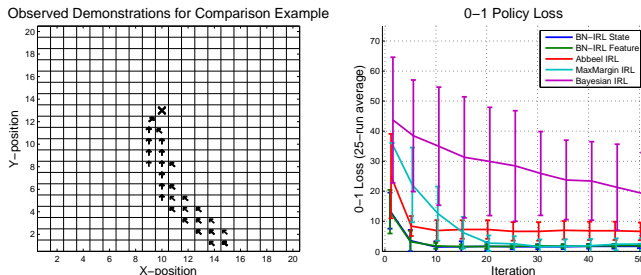 Observed Demonstrations for Comparison Example
Y-position
20
18
16
14
12
10
8
6
4
2
2 4 6 8 10 12 14 16 18 20
X-position
0-1 Policy Loss
0-1 Loss (25-run average)
70
60
50
40
30
20
10
0
BN-IRL State
BN-IRL Feature
Abbeel IRL
MaxMargin IRL
Bayesian IRL
0 10 20 30 40 50
Iteration